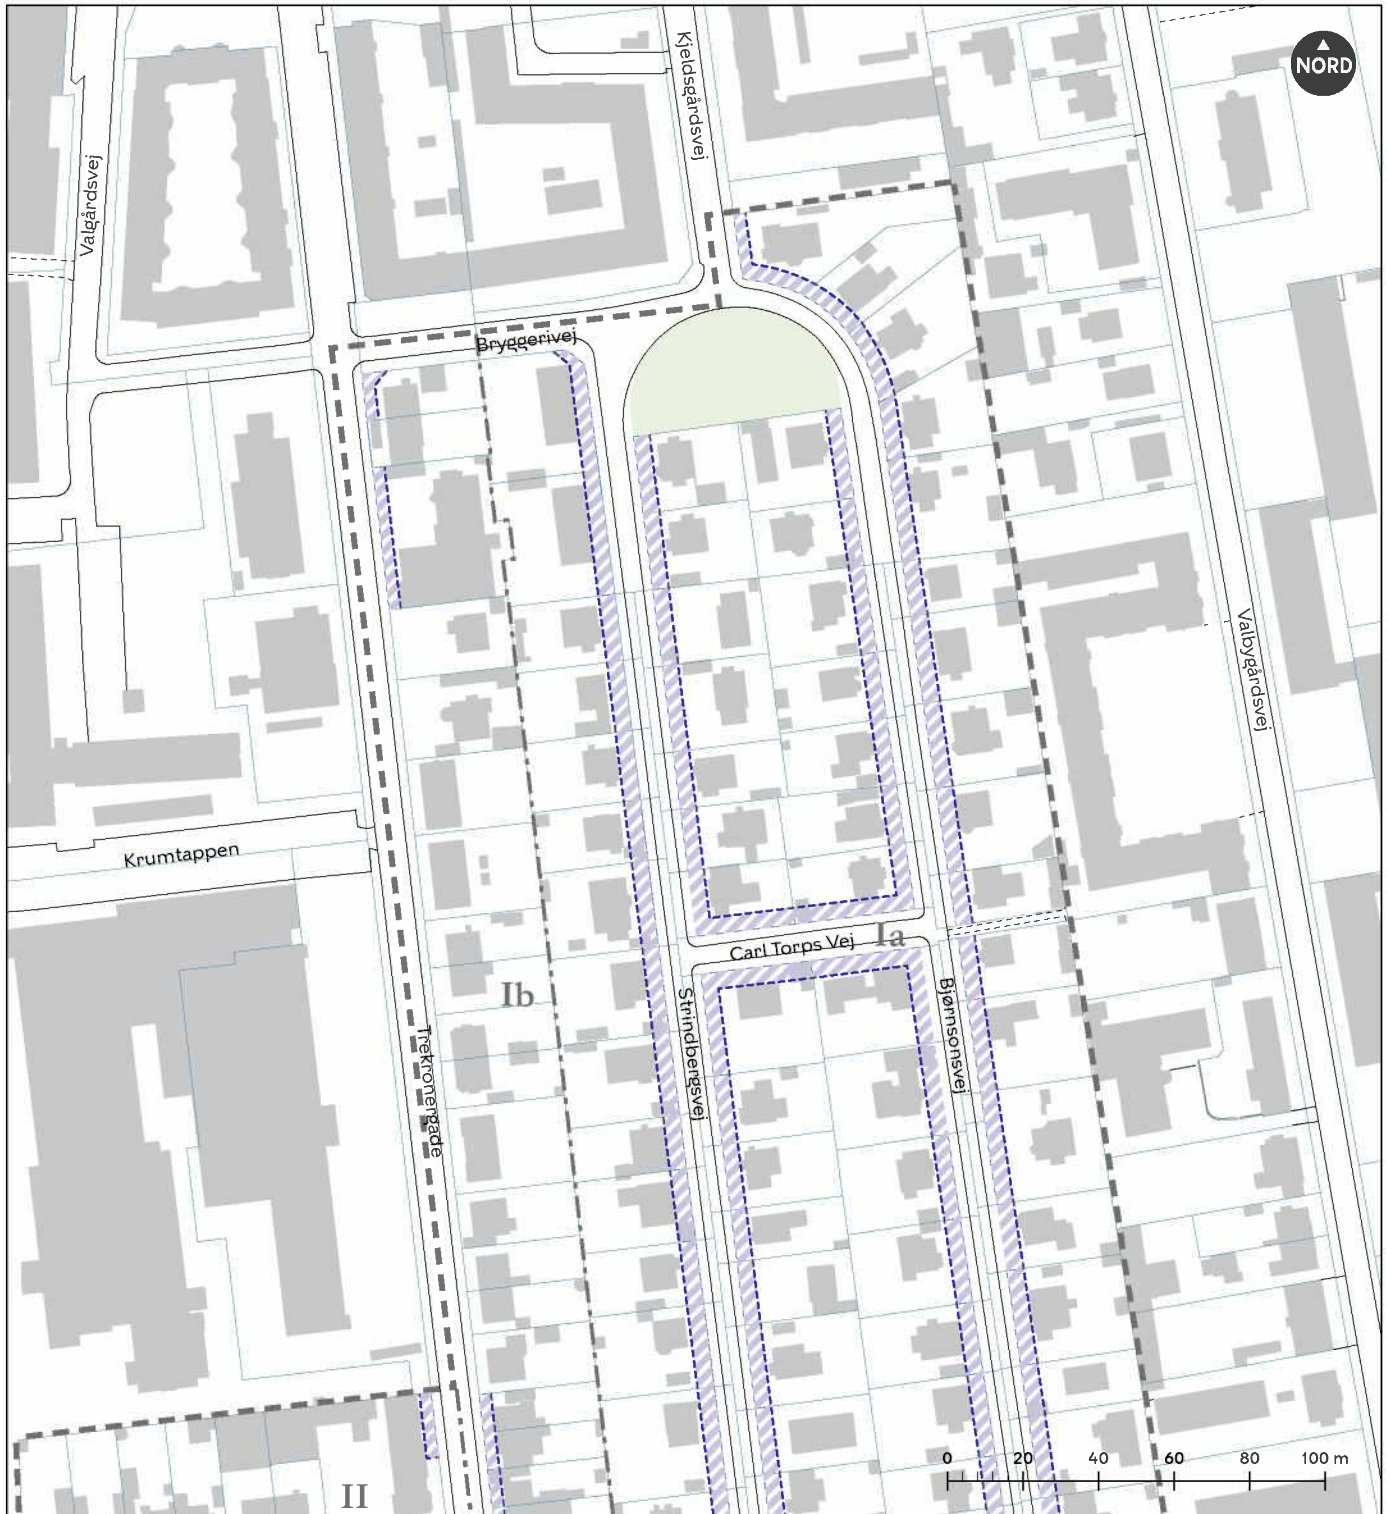 Kjeldsgårdsvej
NORD
Valgårdsvej
Bryggerivej
Valbygårdsvej
Krumtappen
Carl Torps Vej
Ia
Ib
Strindbergsvej
Bjørnsonsvej
Trekronergade
0 20 40 60 80 100 m
II